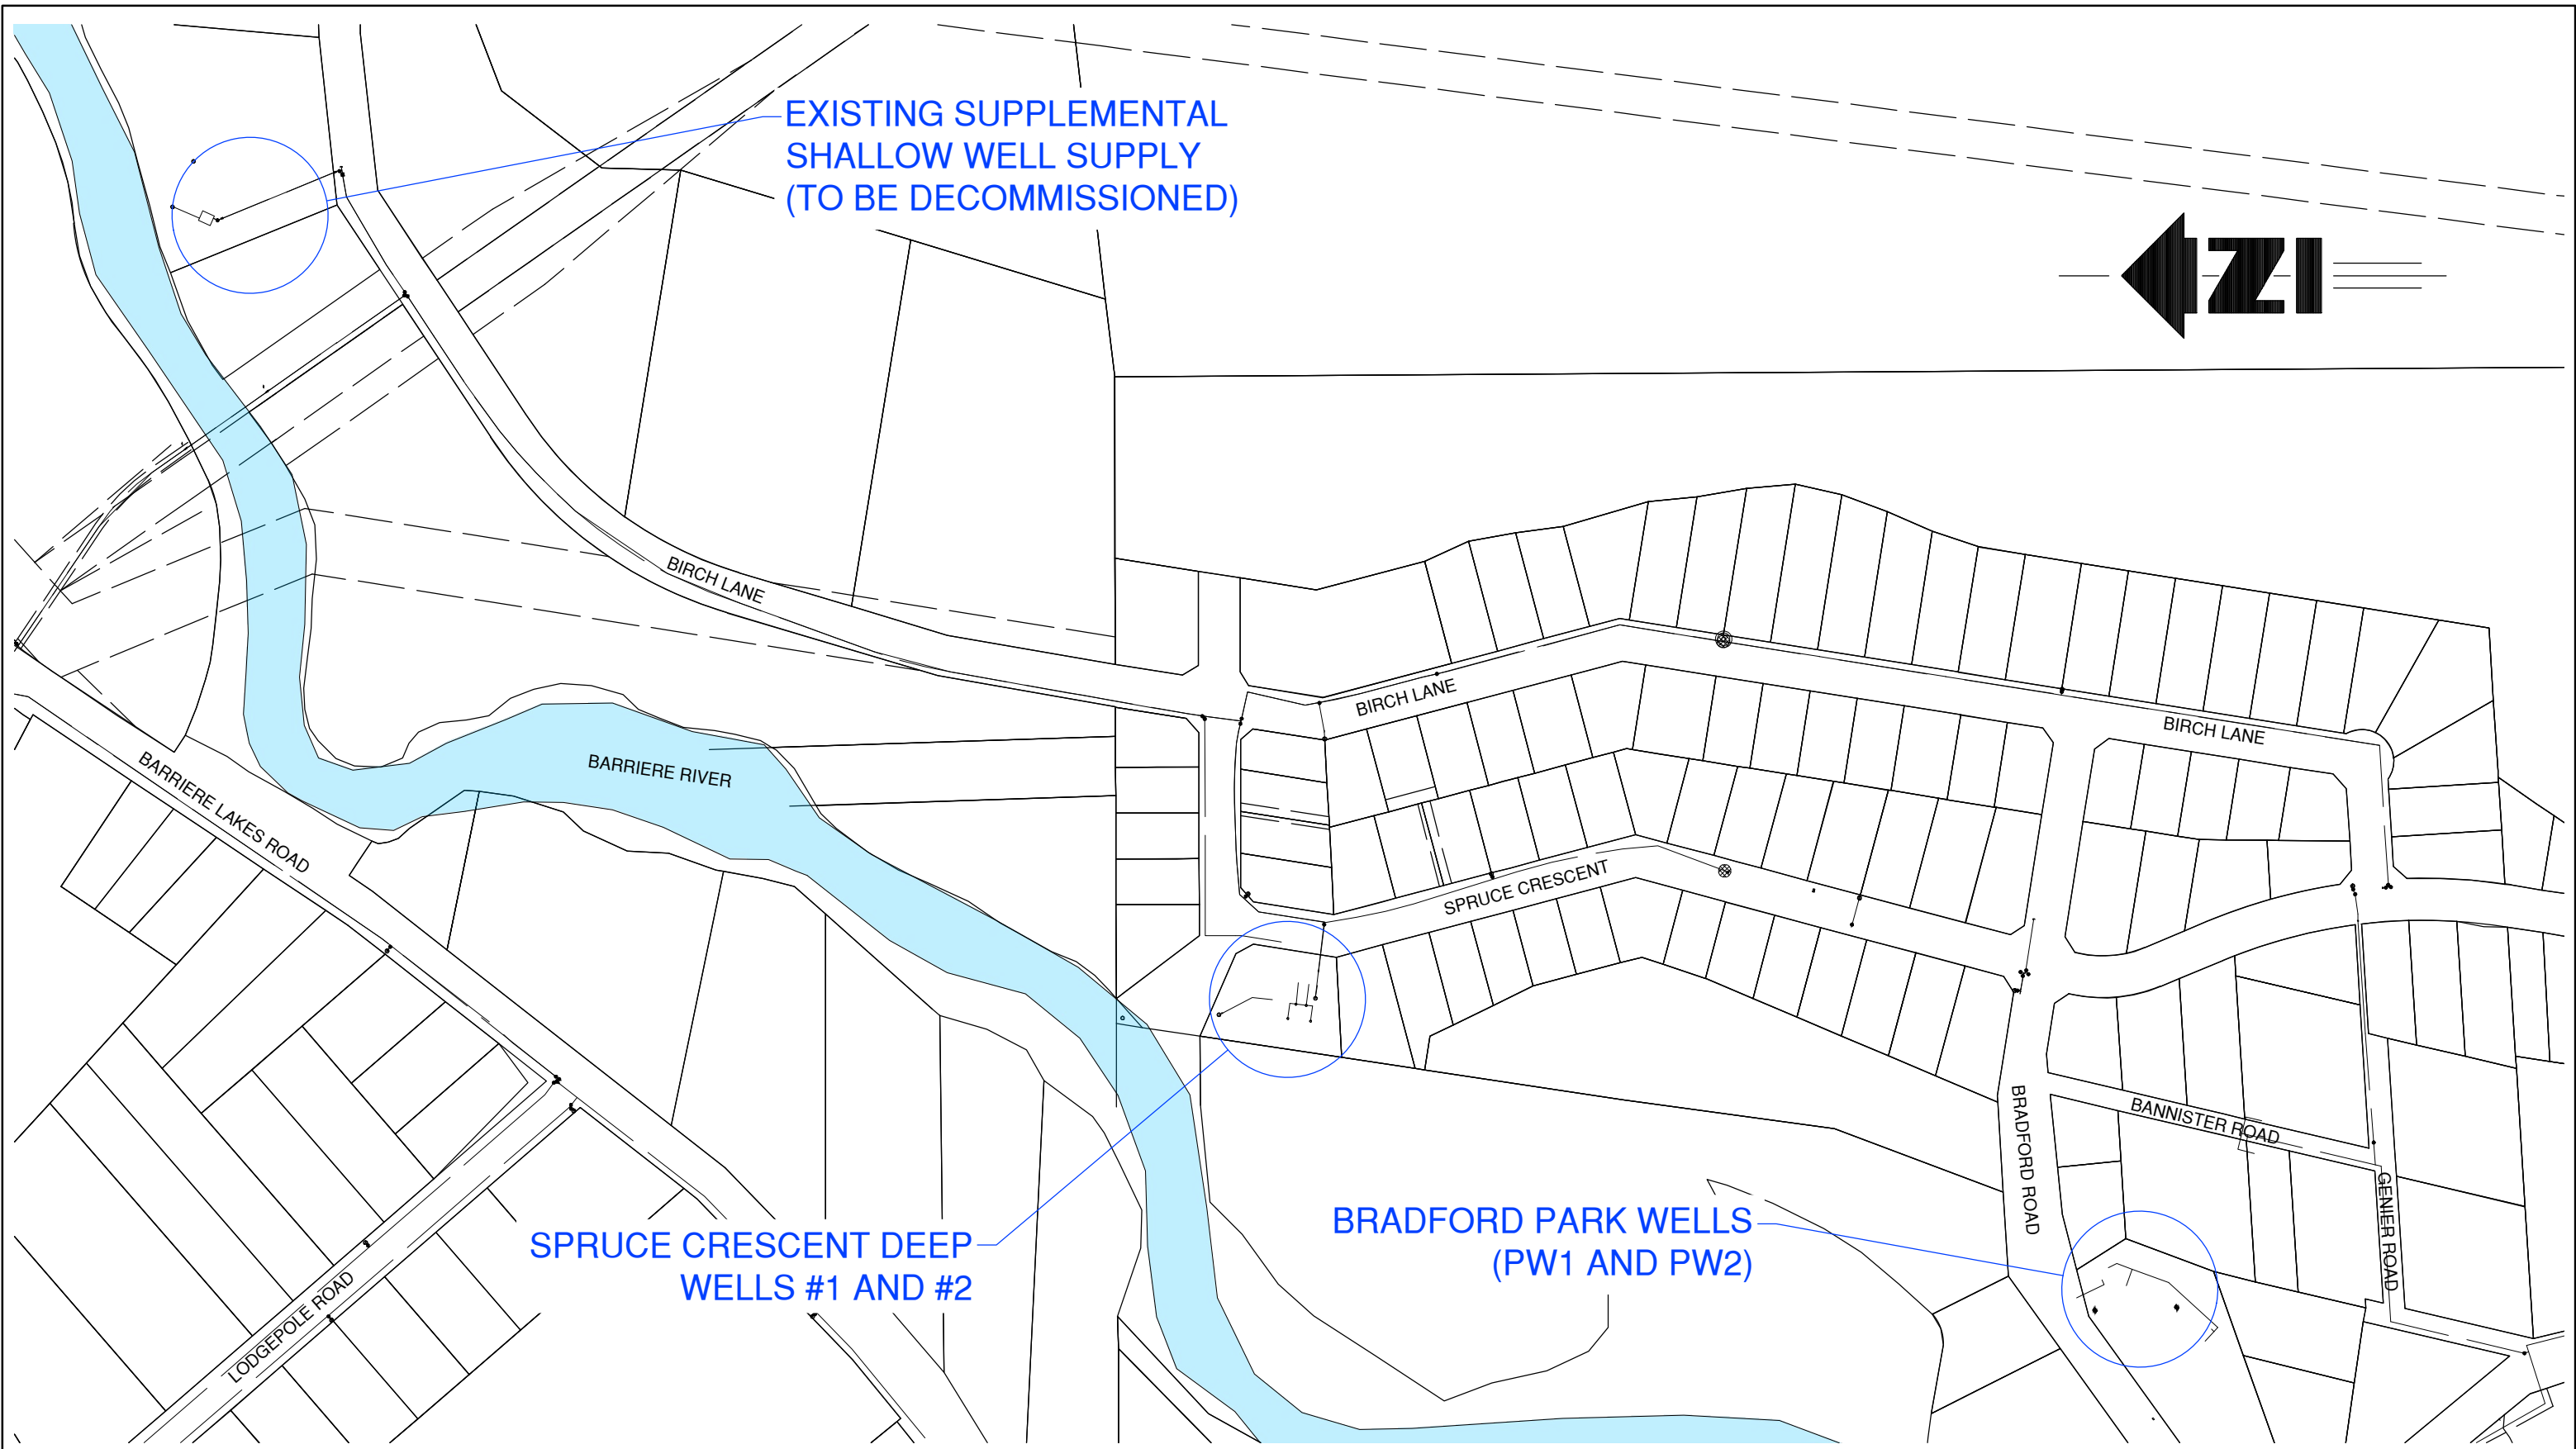 EXISTING SUPPLEMENTAL
SHALLOW WELL SUPPLY
(TO BE DECOMMISSIONED)
BIRCH LANE
BIRCH LANE
BIRCH LANE
BARRIERE RIVER
BARRIERE LAKES ROAD
SPRUCE CRESCENT
BRADFORD ROAD
BANNISTER ROAD
GENIER ROAD
BRADFORD PARK WELLS
(PW1 AND PW2)
SPRUCE CRESCENT DEEP
WELLS #1 AND #2
LODGEPOLE ROAD